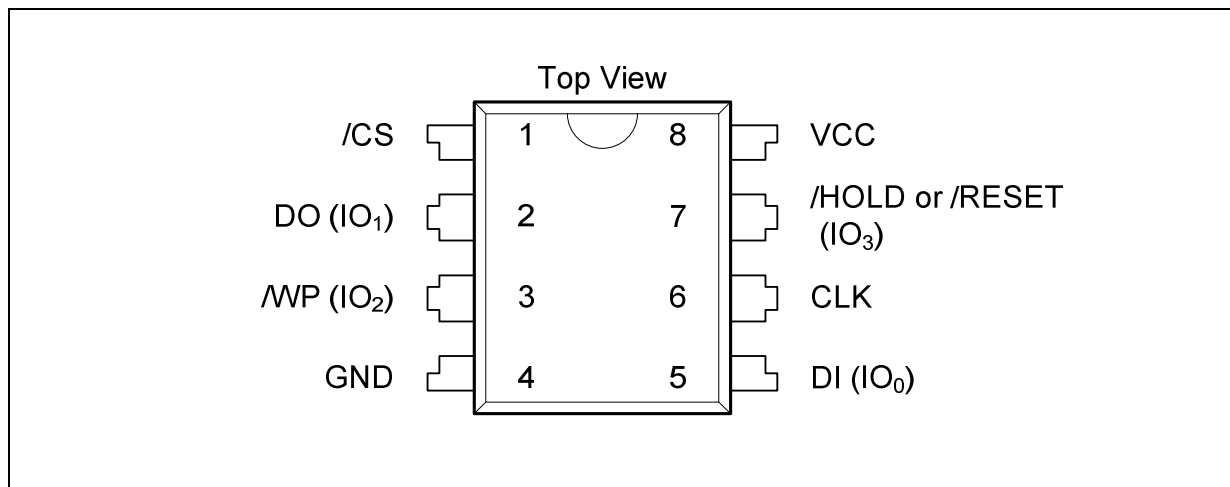 Top View
/CS 1 8 VCC
DO (IO₁) 2 7 /HOLD or /RESET
(IO₃)
/WP (IO₂) 3 6 CLK
GND 4 5 DI (IO₀)